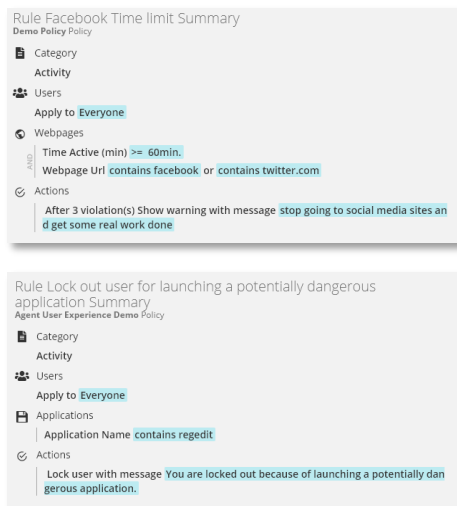 Rule Facebook Time limit Summary
Demo Policy Policy
Category
Activity
Users
Apply to Everyone
Webpages
AND
Time Active (min) >= 60min.
Webpage Url contains facebook or contains twitter.com
Actions
After 3 violation(s) Show warning with message stop going to social media sites an
d get some real work done
Rule Lock out user for launching a potentially dangerous
application Summary
Agent User Experience Demo Policy
Category
Activity
Users
Apply to Everyone
Applications
Application Name contains regedit
Actions
Lock user with message You are locked out because of launching a potentially dan
gerous application.